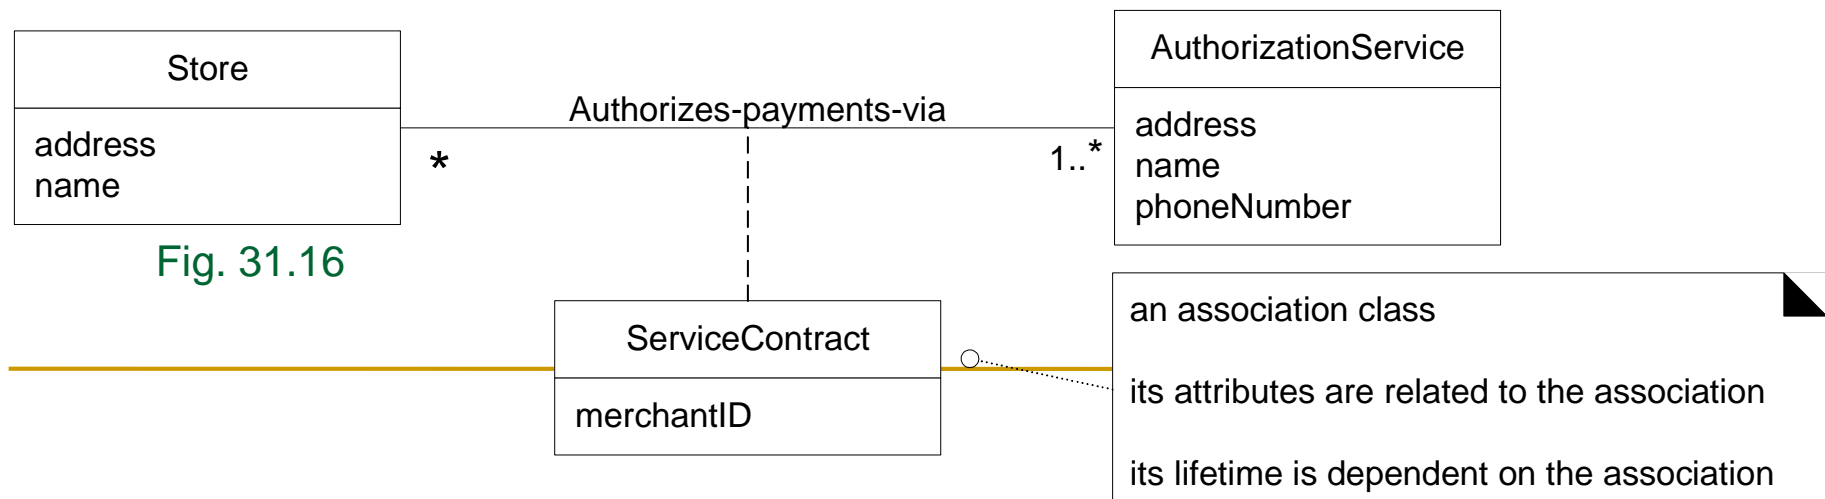 Store
address
name
Authorizes-payments-via
*
1..*
AuthorizationService
address
name
phoneNumber
Fig. 31.16
ServiceContract
merchantID
an association class
its attributes are related to the association
its lifetime is dependent on the association